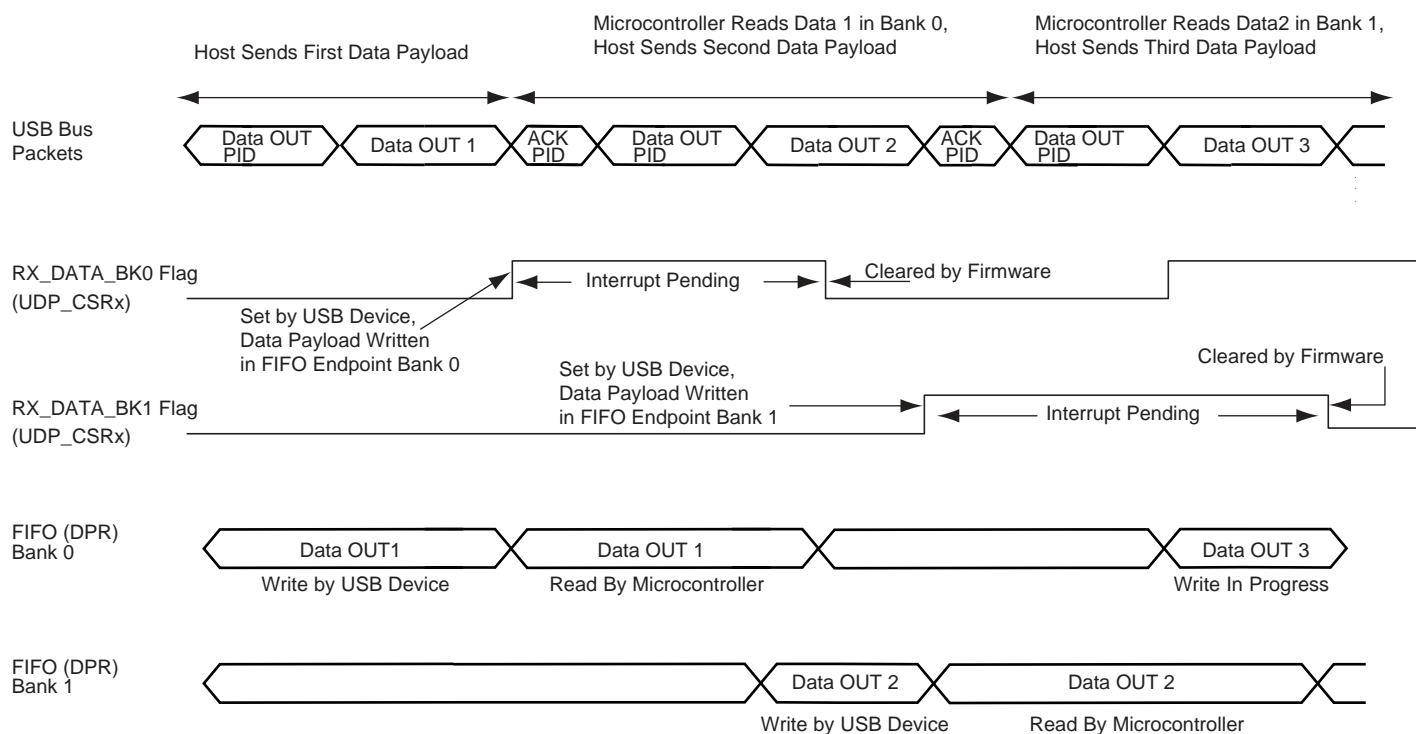 Microcontroller Reads Data 1 in Bank 0,
Host Sends Second Data Payload
Microcontroller Reads Data2 in Bank 1,
Host Sends Third Data Payload
Host Sends First Data Payload
USB Bus
Packets
Data OUT
PID
Data OUT 1
ACK
PID
Data OUT
PID
Data OUT 2
ACK
PID
Data OUT
PID
Data OUT 3
RX_DATA_BK0 Flag
(UDP_CSRx)
Interrupt Pending
Cleared by Firmware
Set by USB Device,
Data Payload Written
in FIFO Endpoint Bank 0
Cleared by Firmware
Set by USB Device,
Data Payload Written
in FIFO Endpoint Bank 1
RX_DATA_BK1 Flag
(UDP_CSRx)
Interrupt Pending
FIFO (DPR)
Bank 0
Data OUT1
Data OUT 1
Data OUT 3
Write by USB Device
Read By Microcontroller
Write In Progress
FIFO (DPR)
Bank 1
Data OUT 2
Data OUT 2
Write by USB Device
Read By Microcontroller